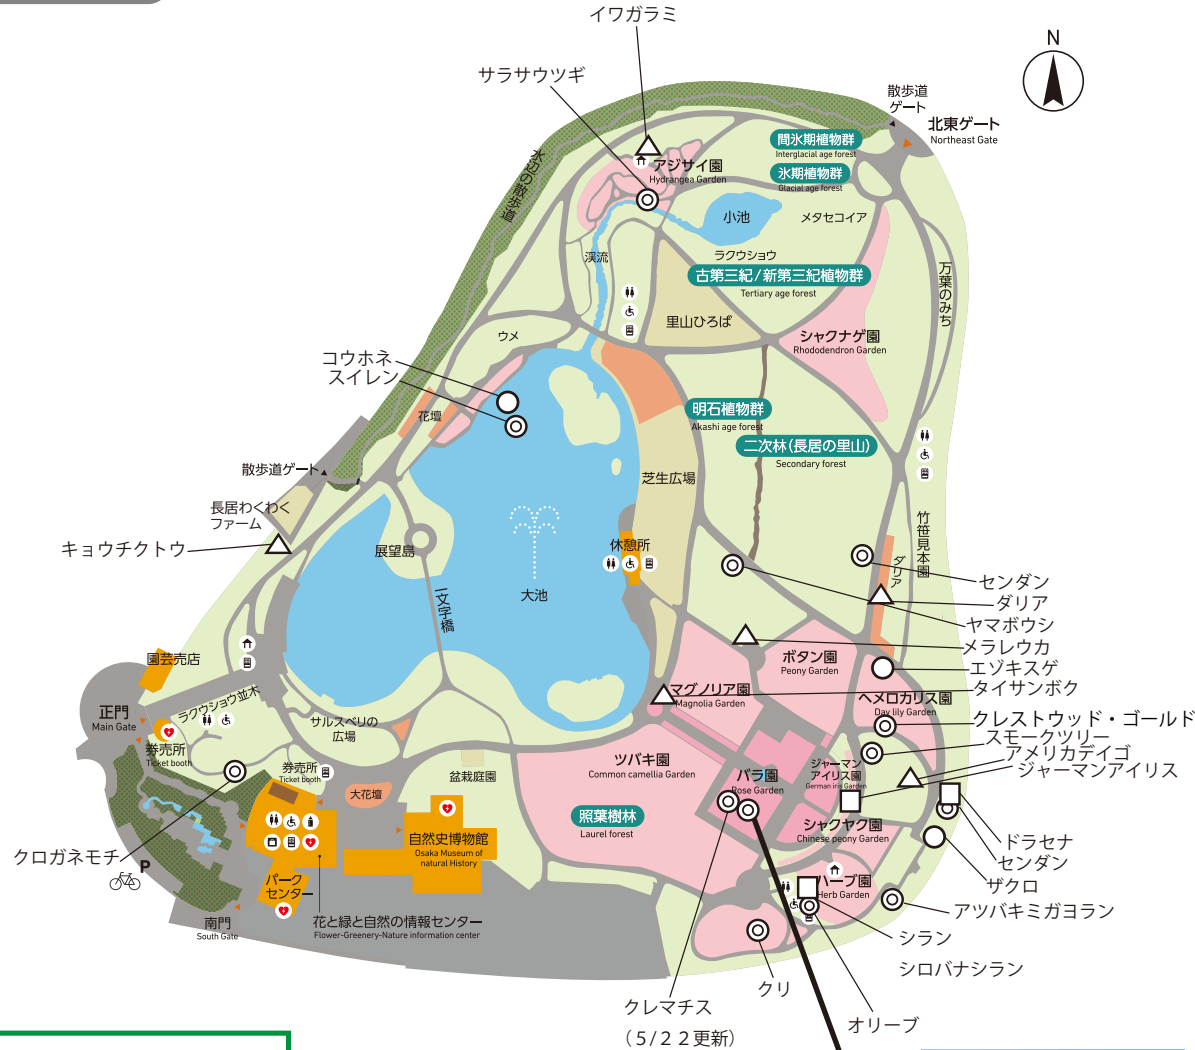 イワガラミ
サラサウツギ
N
散歩道
ゲート
北東ゲート
Northeast Gate
水辺の散歩道
間氷期植物群
Interglacial age forest
アジサイ園
Hydrangea Garden
氷期植物群
Glacial age forest
小池
メタセコイア
渓流
ラクウショウ
古第三紀/新第三紀植物群
Tertiary age forest
万葉のみち
里山ひろば
シャクナゲ園
Rhododendron Garden
ウメ
コウホネ
スイレン
花壇
明石植物群
Akashi age forest
二次林(長居の里山)
Secondary forest
散歩道ゲート
芝生広場
長居わくわく
ファーム
キョウチクトウ
展望島
休憩所
竹笹見本園
ダリア
大池
一文字橋
センダン
ダリア
ヤマボウシ
メラレウカ
エゾキスゲ
タイサンボク
園芸売店
ボタン園
Peony Garden
マグノリア園
Magnolia Garden
ヘメロカリス園
Day lily Garden
ラクウショウ並木
正門
Main Gate
サルスベリの
広場
クレストウッド・ゴールド
スモークツリー
アメリカデイゴ
ジャーマンアイリス
券売所
Ticket booth
券売所
Ticket booth
盆栽庭園
ツバキ園
Common camellia Garden
バラ園
Rose Garden
ジャーマン
アイリス園
German iris Garden
大花壇
照葉樹林
Laurel forest
シャクヤク園
Chinese peony Garden
自然史博物館
Osaka Museum of
natural History
ドラセナ
センダン
ザクロ
クロガネモチ
P
パーク
センター
ハーブ園
Herb Garden
アツバキミガヨラン
南門
South Gate
花と緑と自然の情報センター
Flower-Greenery-Nature information center
シラン
シロバナシラン
クリ
クレマチス
(5/22更新)
オリーブ